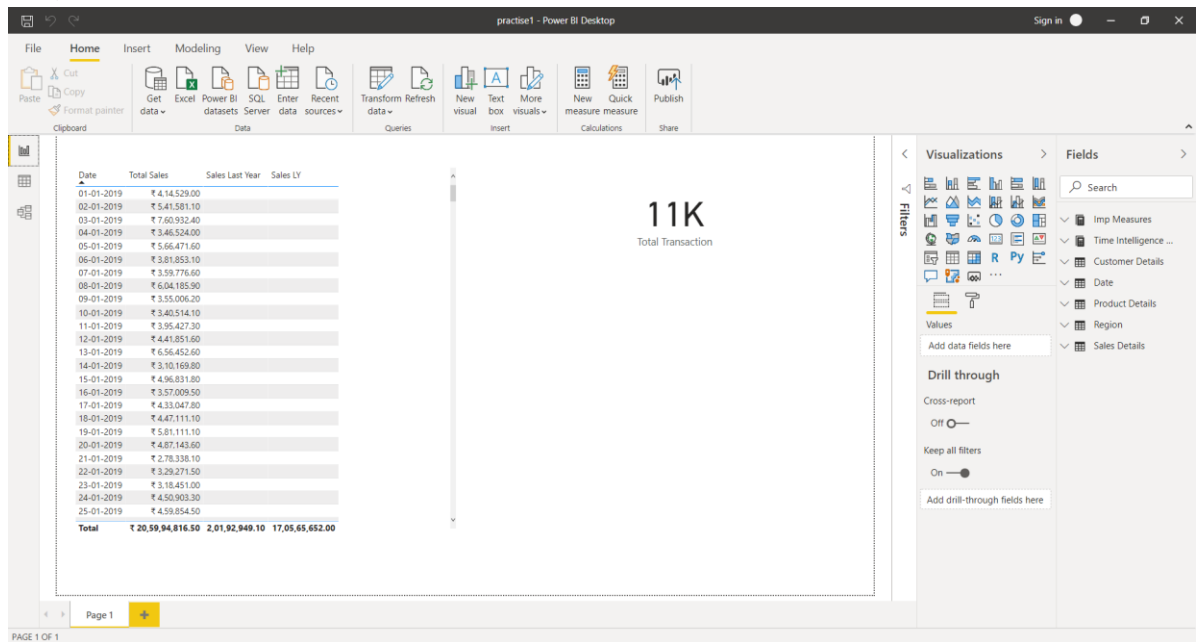 practise1 - Power BI Desktop
Sign in
File Home Insert Modeling View Help
Paste
Cut
Copy
Format painter
Clipboard
Get data
Excel
Power BI datasets
SQL Server
Enter data
Recent sources
Data
Transform data
Refresh
Queries
New visual
A
Text box
More visuals
Insert
New measure
Quick measure
Calculations
Publish
Share
Date Total Sales Sales Last Year Sales LY
01-01-2019 ₹ 4,14,529.00
02-01-2019 ₹ 5,41,581.10
03-01-2019 ₹ 7,60,932.40
04-01-2019 ₹ 3,46,524.00
05-01-2019 ₹ 5,66,471.60
06-01-2019 ₹ 3,81,853.10
07-01-2019 ₹ 3,59,776.60
08-01-2019 ₹ 6,04,185.90
09-01-2019 ₹ 3,55,006.20
10-01-2019 ₹ 3,40,514.10
11-01-2019 ₹ 3,95,427.30
12-01-2019 ₹ 4,41,851.60
13-01-2019 ₹ 6,56,452.60
14-01-2019 ₹ 3,10,169.80
15-01-2019 ₹ 4,96,831.80
16-01-2019 ₹ 3,57,009.50
17-01-2019 ₹ 4,33,047.80
18-01-2019 ₹ 4,47,111.10
19-01-2019 ₹ 5,81,111.10
20-01-2019 ₹ 4,87,143.60
21-01-2019 ₹ 2,78,338.10
22-01-2019 ₹ 3,29,271.50
23-01-2019 ₹ 3,18,451.00
24-01-2019 ₹ 4,50,903.30
25-01-2019 ₹ 4,59,854.50
Total ₹ 20,59,94,816.50 2,01,92,949.10 17,05,65,652.00
11K
Total Transaction
Filters
Visualizations
R Py
Values
Add data fields here
Drill through
Cross-report
Off
Keep all filters
On
Add drill-through fields here
Fields
Search
Imp Measures
Time Intelligence ...
Customer Details
Date
Product Details
Region
Sales Details
Page 1
PAGE 1 OF 1